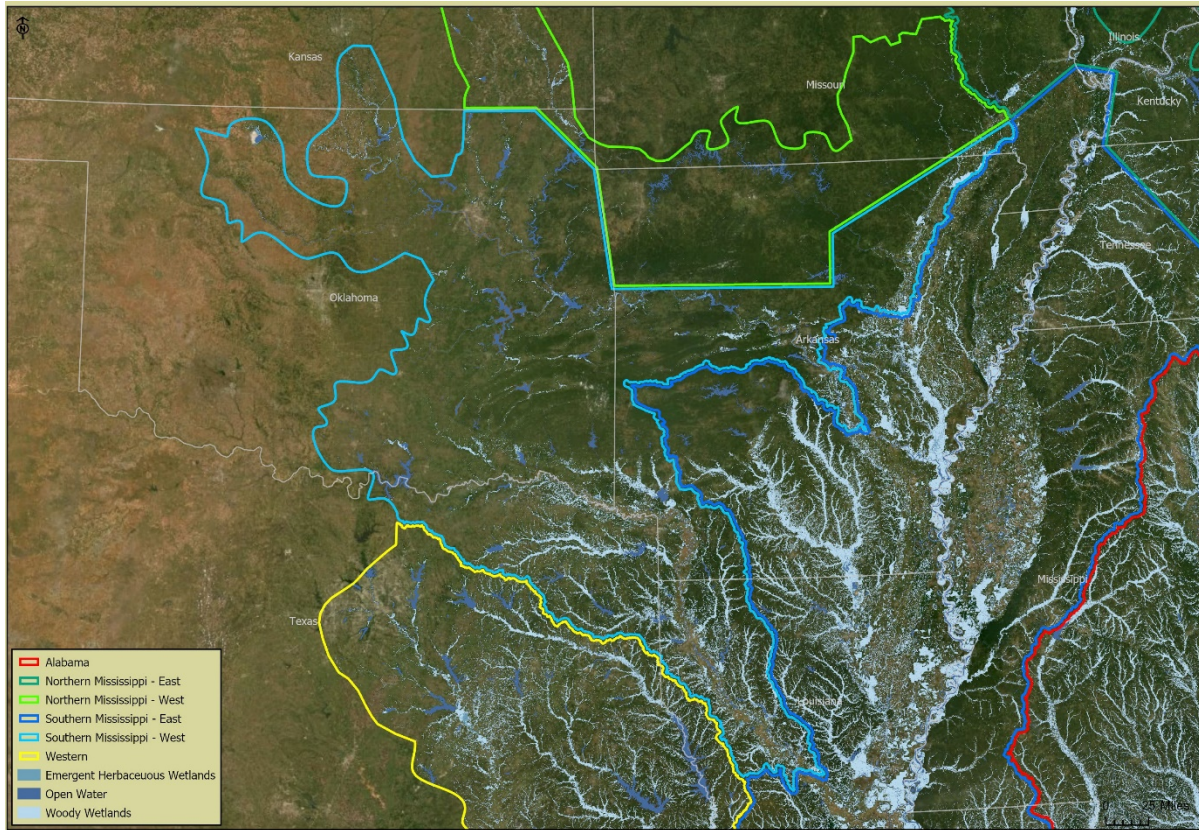 N
Kansas
Illinois
Missouri
Kentucky
Tennessee
Oklahoma
Arkansas
Mississippi
Texas
Louisiana
Alabama
Northern Mississippi - East
Northern Mississippi - West
Southern Mississippi - East
Southern Mississippi - West
Western
Emergent Herbaceuous Wetlands
Open Water
Woody Wetlands
0 25 Miles